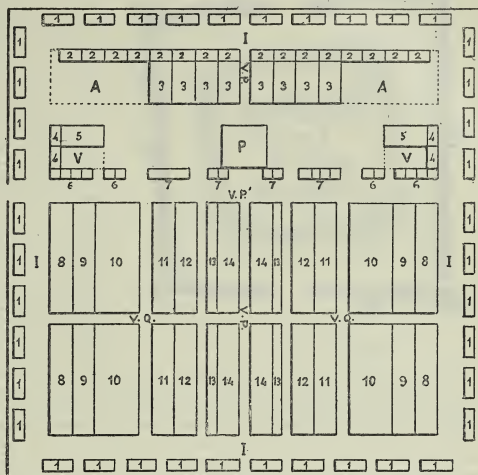 1 1 1 1 1 1 1 1 1 1
I
1 1
2 2 2 2 2 2 2 2 2 2 2 2 2 2 2 2
V.P.
1 A 3 3 3 3 3 3 3 3 A 1
1 1
4 5 5 4
P
4 V V 4
1 1
6 6 7 7 7 7 6 6
V.P.'
1 1
1 I 8 9 10 11 12 13 14 14 13 12 11 10 9 8 I 1
1 1
V.Q. V.P. V.Q.
1 1
1 8 9 10 11 12 13 14 14 13 12 11 10 9 8 1
1 1
I
1 1 1 1 1 1 1 1 1 1